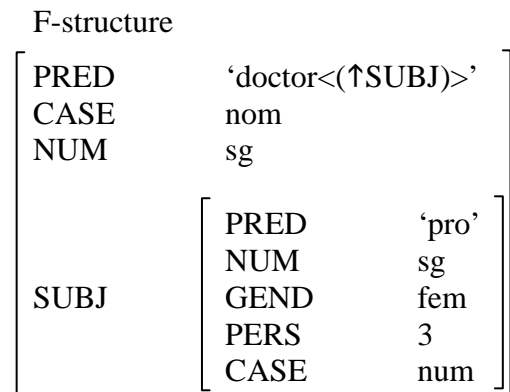 F-structure
PRED ‘doctor<(↑SUBJ)>’
CASE nom
NUM sg
PRED ‘pro’
NUM sg
SUBJ GEND fem
PERS 3
CASE num